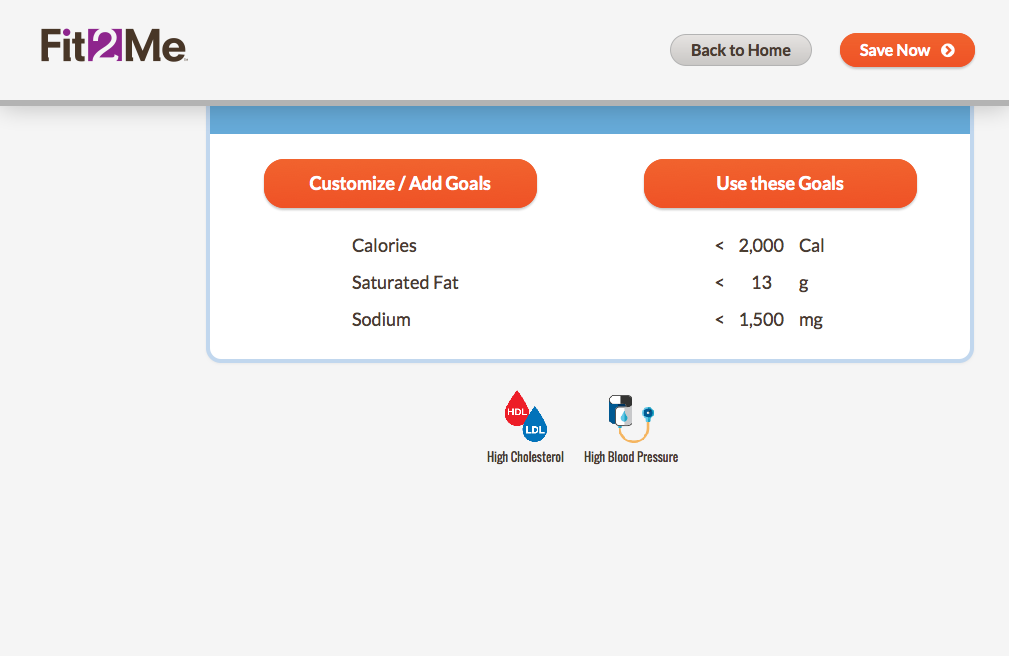 Fit2Me
Back to Home
Save Now
Customize / Add Goals
Use these Goals
Calories < 2,000 Cal
Saturated Fat < 13 g
Sodium < 1,500 mg
HDL
LDL
High Cholesterol
High Blood Pressure